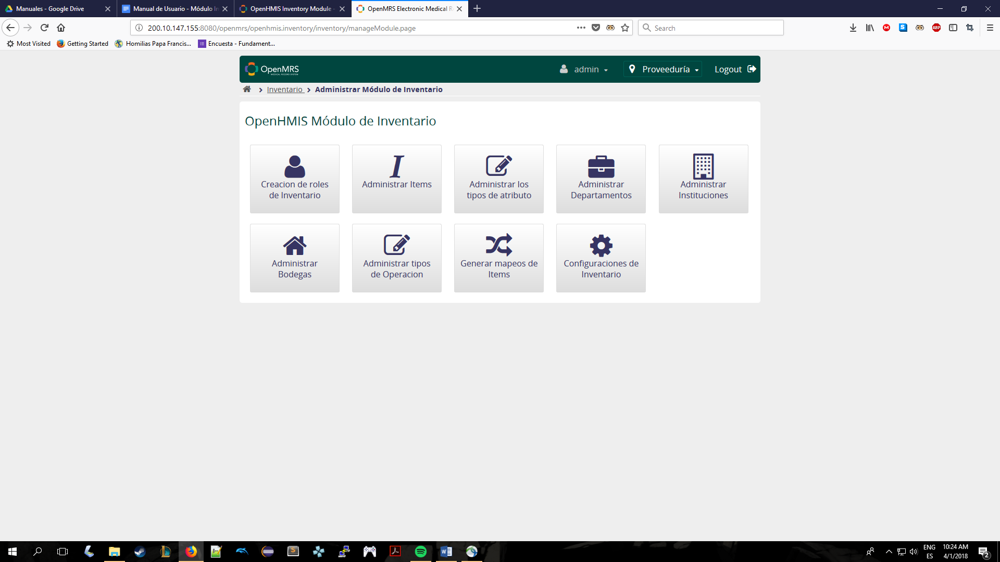 Manuales - Google Drive
Manual de Usuario - Módulo In
OpenHMIS Inventory Module -
OpenMRS Electronic Medical R
200.10.147.155:8080/openmrs/openhmis.inventory/inventory/manageModule.page
Search
Most Visited
Getting Started
Homilias Papa Francis...
Encuesta - Fundament...
OpenMRS
MEDICAL RECORD SYSTEM
admin
Proveeduría
Logout
Inventario
Administrar Módulo de Inventario
OpenHMIS Módulo de Inventario
Creacion de roles
de Inventario
Administrar Items
Administrar los
tipos de atributo
Administrar
Departamentos
Administrar
Instituciones
Administrar
Bodegas
Administrar tipos
de Operacion
Generar mapeos de
Items
Configuraciones de
Inventario
ENG
ES
10:24 AM
4/1/2018
2